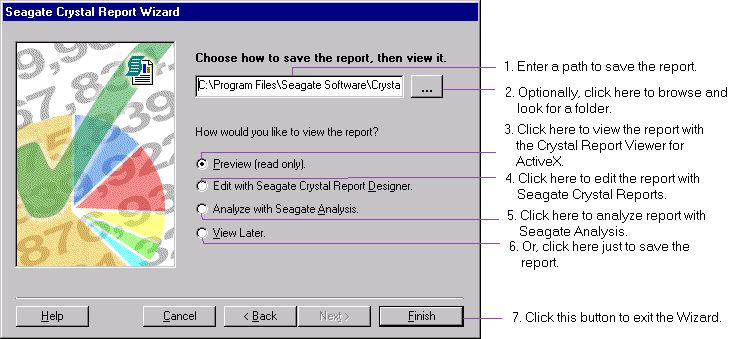 Seagate Crystal Report Wizard
Choose how to save the report, then view it.
C:\Program Files\Seagate Software\Crysta
...
1. Enter a path to save the report.
2. Optionally, click here to browse and
look for a folder.
How would you like to view the report?
3. Click here to view the report with
the Crystal Report Viewer for
ActiveX.
Preview (read only).
4. Click here to edit the report with
Seagate Crystal Reports.
Edit with Seagate Crystal Report Designer.
Analyze with Seagate Analysis.
5. Click here to analyze report with
Seagate Analysis.
View Later.
6. Or, click here just to save the
report.
Help
Cancel
< Back
Next >
Finish
7. Click this button to exit the Wizard.